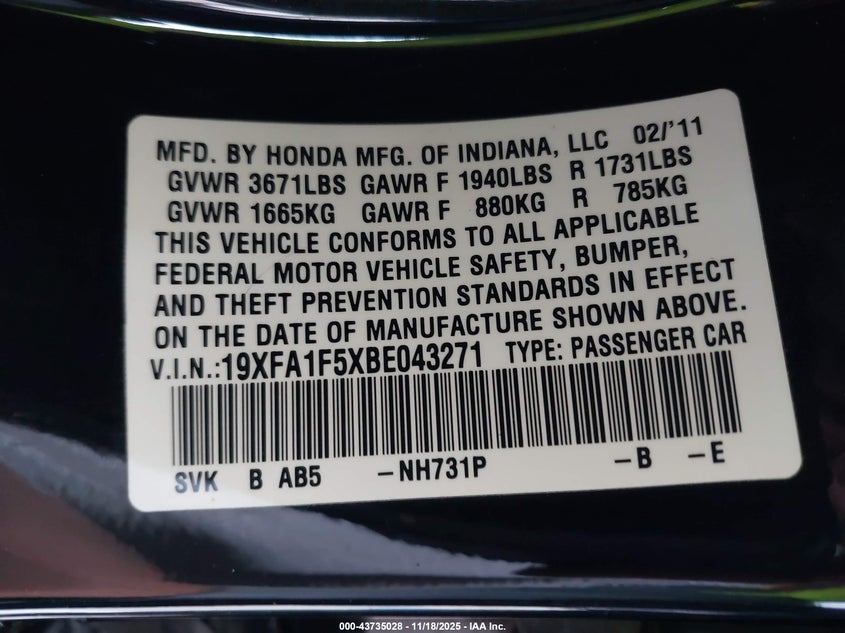 MFD. BY HONDA MFG. OF INDIANA, LLC 02/'11
GVWR 3671LBS GAWR F 1940LBS R 1731LBS
GVWR 1665KG GAWR F 880KG R 785KG
THIS VEHICLE CONFORMS TO ALL APPLICABLE
FEDERAL MOTOR VEHICLE SAFETY, BUMPER,
AND THEFT PREVENTION STANDARDS IN EFFECT
ON THE DATE OF MANUFACTURE SHOWN ABOVE.
V.I.N.:19XFA1F5XBE043271 TYPE: PASSENGER CAR
SVK B AB5 -NH731P -B -E
000-43735028 - 11/18/2025 - IAA Inc.